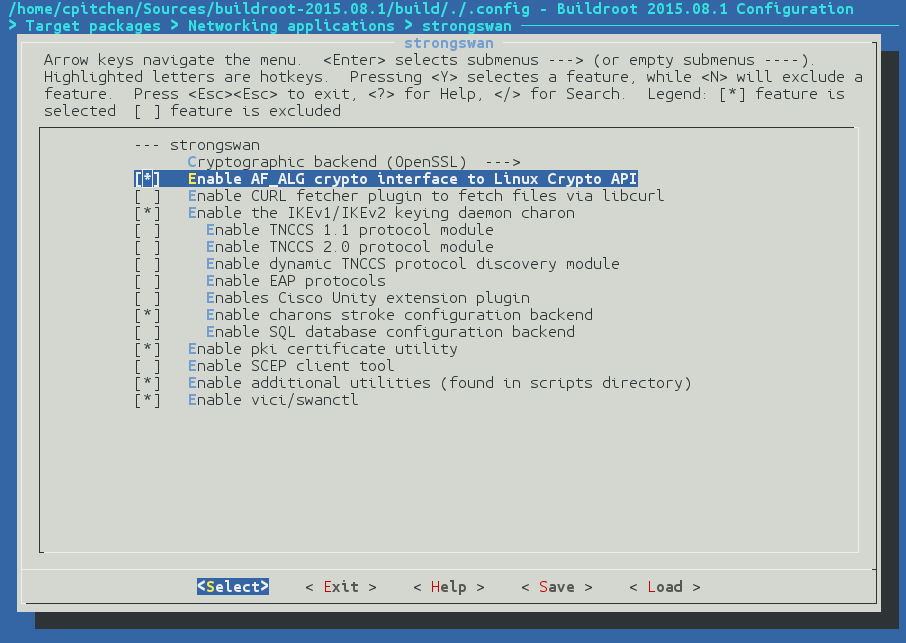 /home/cpitchen/Sources/buildroot-2015.08.1/build/./.config - Buildroot 2015.08.1 Configuration
> Target packages > Networking applications > strongswan
strongswan
Arrow keys navigate the menu.  <Enter> selects submenus ---> (or empty submenus ----).
Highlighted letters are hotkeys.  Pressing <Y> selectes a feature, while <N> will exclude a
feature.  Press <Esc><Esc> to exit, <?> for Help, </> for Search.  Legend: [*] feature is
selected  [ ] feature is excluded
--- strongswan
Cryptographic backend (OpenSSL)  --->
[*]   Enable AF_ALG crypto interface to Linux Crypto API
[ ]   Enable CURL fetcher plugin to fetch files via libcurl
[*]   Enable the IKEv1/IKEv2 keying daemon charon
[ ]     Enable TNCCS 1.1 protocol module
[ ]     Enable TNCCS 2.0 protocol module
[ ]     Enable dynamic TNCCS protocol discovery module
[ ]     Enable EAP protocols
[ ]     Enables Cisco Unity extension plugin
[*]     Enable charons stroke configuration backend
[ ]     Enable SQL database configuration backend
[*]   Enable pki certificate utility
[ ]   Enable SCEP client tool
[*]   Enable additional utilities (found in scripts directory)
[*]   Enable vici/swanctl
<Select>    < Exit >    < Help >    < Save >    < Load >